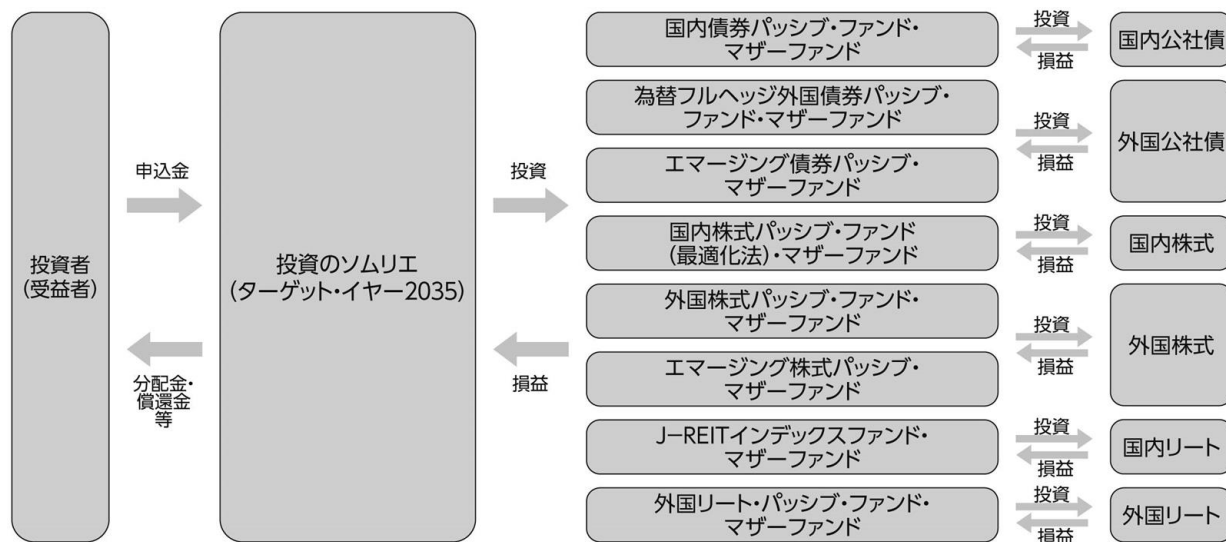 投資者
(受益者)
申込金
分配金・
償還金
等
投資のソムリエ
(ターゲット・イヤー2035)
投資
損益
国内債券パッシブ・ファンド・
マザーファンド
投資
損益
国内公社債
為替フルヘッジ外国債券パッシブ・
ファンド・マザーファンド
エマージング債券パッシブ・
マザーファンド
投資
損益
外国公社債
国内株式パッシブ・ファンド
(最適化法)・マザーファンド
投資
損益
国内株式
外国株式パッシブ・ファンド・
マザーファンド
エマージング株式パッシブ・
マザーファンド
投資
損益
外国株式
J−REITインデックスファンド・
マザーファンド
投資
損益
国内リート
外国リート・パッシブ・ファンド・
マザーファンド
投資
損益
外国リート